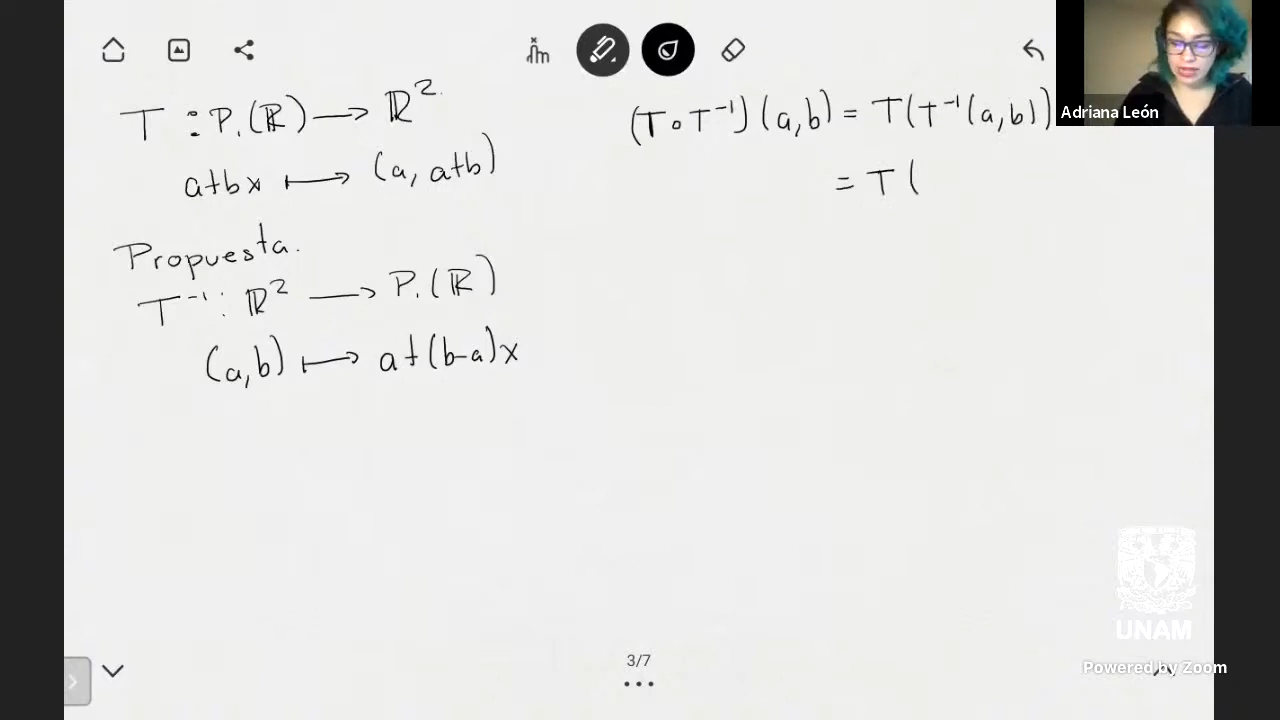 T : P₁(ℝ) ⟶ ℝ²
a+bx ⟼ (a, a+b)
Propuesta.
T⁻¹ : ℝ² ⟶ P₁(ℝ)
(a,b) ⟼ a+(b-a)x
(T∘T⁻¹)(a,b) = T(T⁻¹(a,b))
= T(
Adriana León
UNAM
Powered by Zoom
3/7